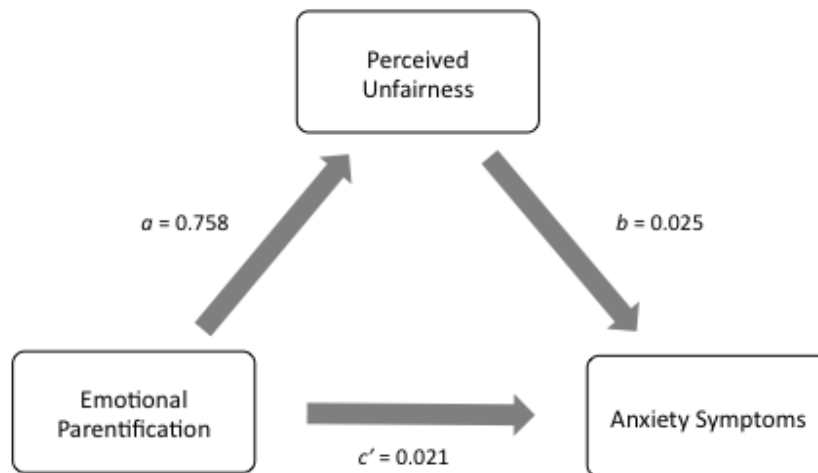 Perceived
Unfairness
a = 0.758
b = 0.025
Emotional
Parentification
Anxiety Symptoms
c′ = 0.021